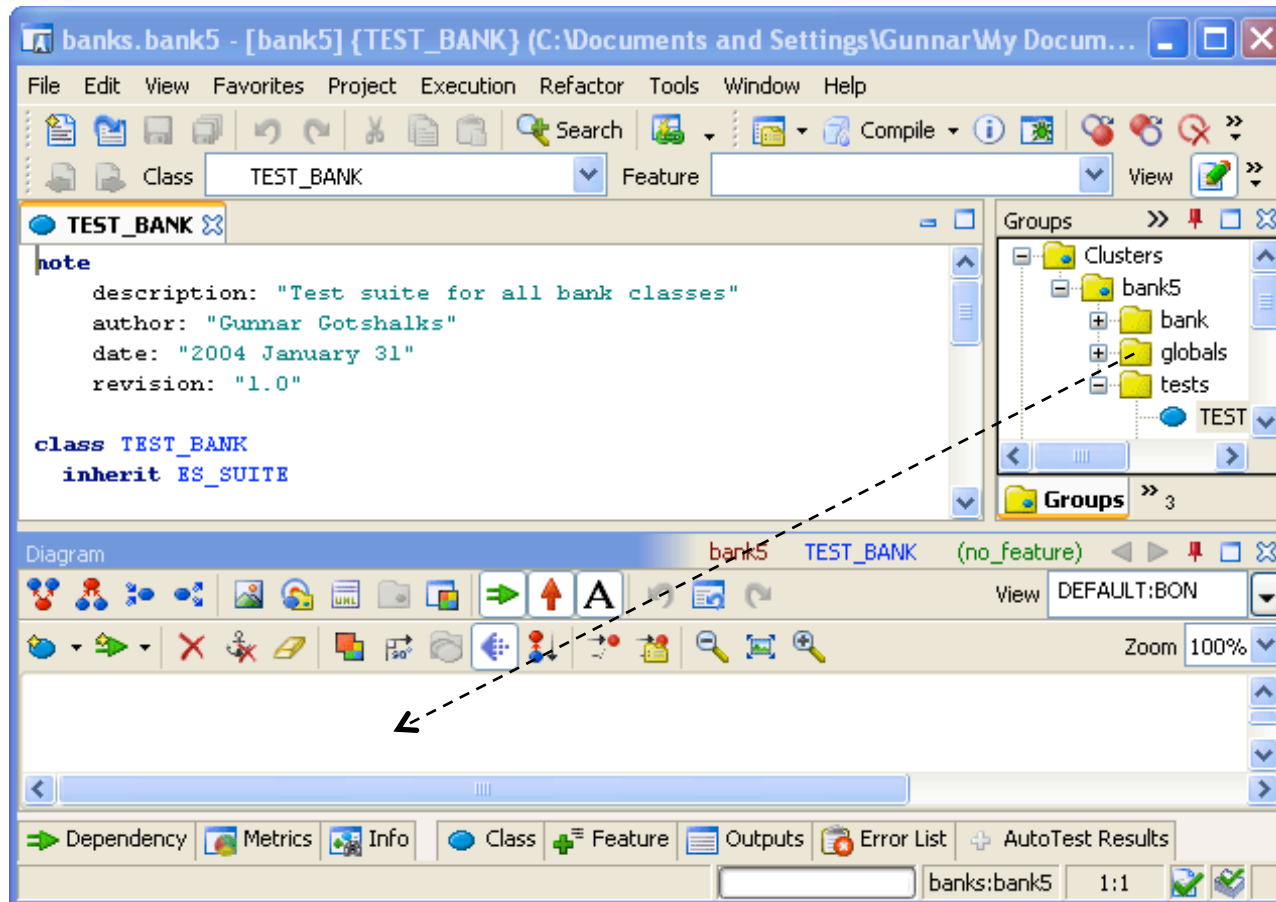 banks.bank5 - [bank5] {TEST_BANK} (C:\Documents and Settings\Gunnar\My Docum...
File Edit View Favorites Project Execution Refactor Tools Window Help
Search Compile
Class TEST_BANK Feature View
TEST_BANK
note
description: "Test suite for all bank classes"
author: "Gunnar Gotshalks"
date: "2004 January 31"
revision: "1.0"
class TEST_BANK
inherit ES_SUITE
Groups
Clusters
bank5
bank
globals
tests
TEST
Groups 3
Diagram bank5 TEST_BANK (no_feature)
UML A View DEFAULT:BON
90° Zoom 100%
Dependency Metrics Info Class Feature Outputs Error List AutoTest Results
banks:bank5 1:1